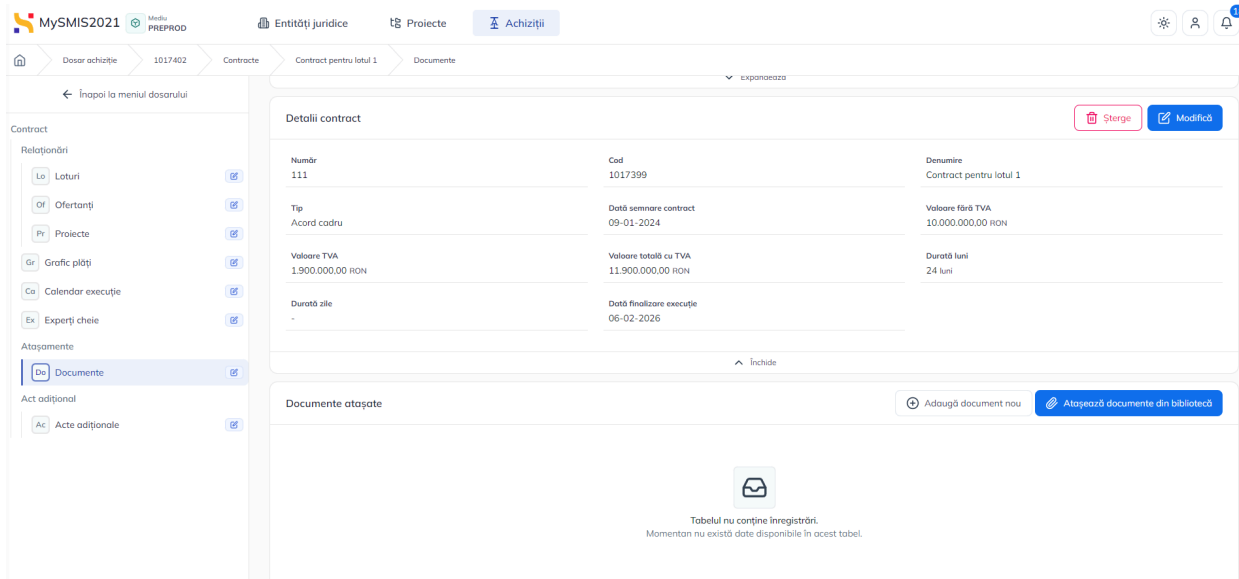 MySMIS2021
Mediu
PREPROD
Entități juridice
Proiecte
Achiziții
1
Dosar achiziție
1017402
Contracte
Contract pentru lotul 1
Documente
Expandează
Înapoi la meniul dosarului
Contract
Relaționări
Lo Loturi
Of Ofertanți
Pr Proiecte
Gr Grafic plăți
Ca Calendar execuție
Ex Experți cheie
Atașamente
Do Documente
Act adițional
Ac Acte adiționale
Detalii contract
Șterge
Modifică
Număr
111
Cod
1017399
Denumire
Contract pentru lotul 1
Tip
Acord cadru
Dată semnare contract
09-01-2024
Valoare fără TVA
10.000.000,00 RON
Valoare TVA
1.900.000,00 RON
Valoare totală cu TVA
11.900.000,00 RON
Durată luni
24 luni
Durată zile
-
Dată finalizare execuție
06-02-2026
Închide
Documente atașate
Adaugă document nou
Atașează documente din bibliotecă
Tabelul nu conține înregistrări.
Momentan nu există date disponibile în acest tabel.